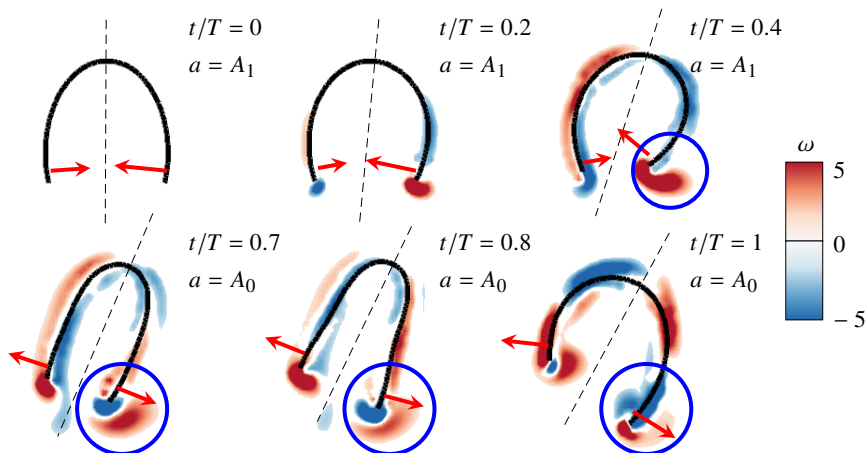 t/T = 0
a = A₁
t/T = 0.2
a = A₁
t/T = 0.4
a = A₁
ω
5
0
−5
t/T = 0.7
a = A₀
t/T = 0.8
a = A₀
t/T = 1
a = A₀